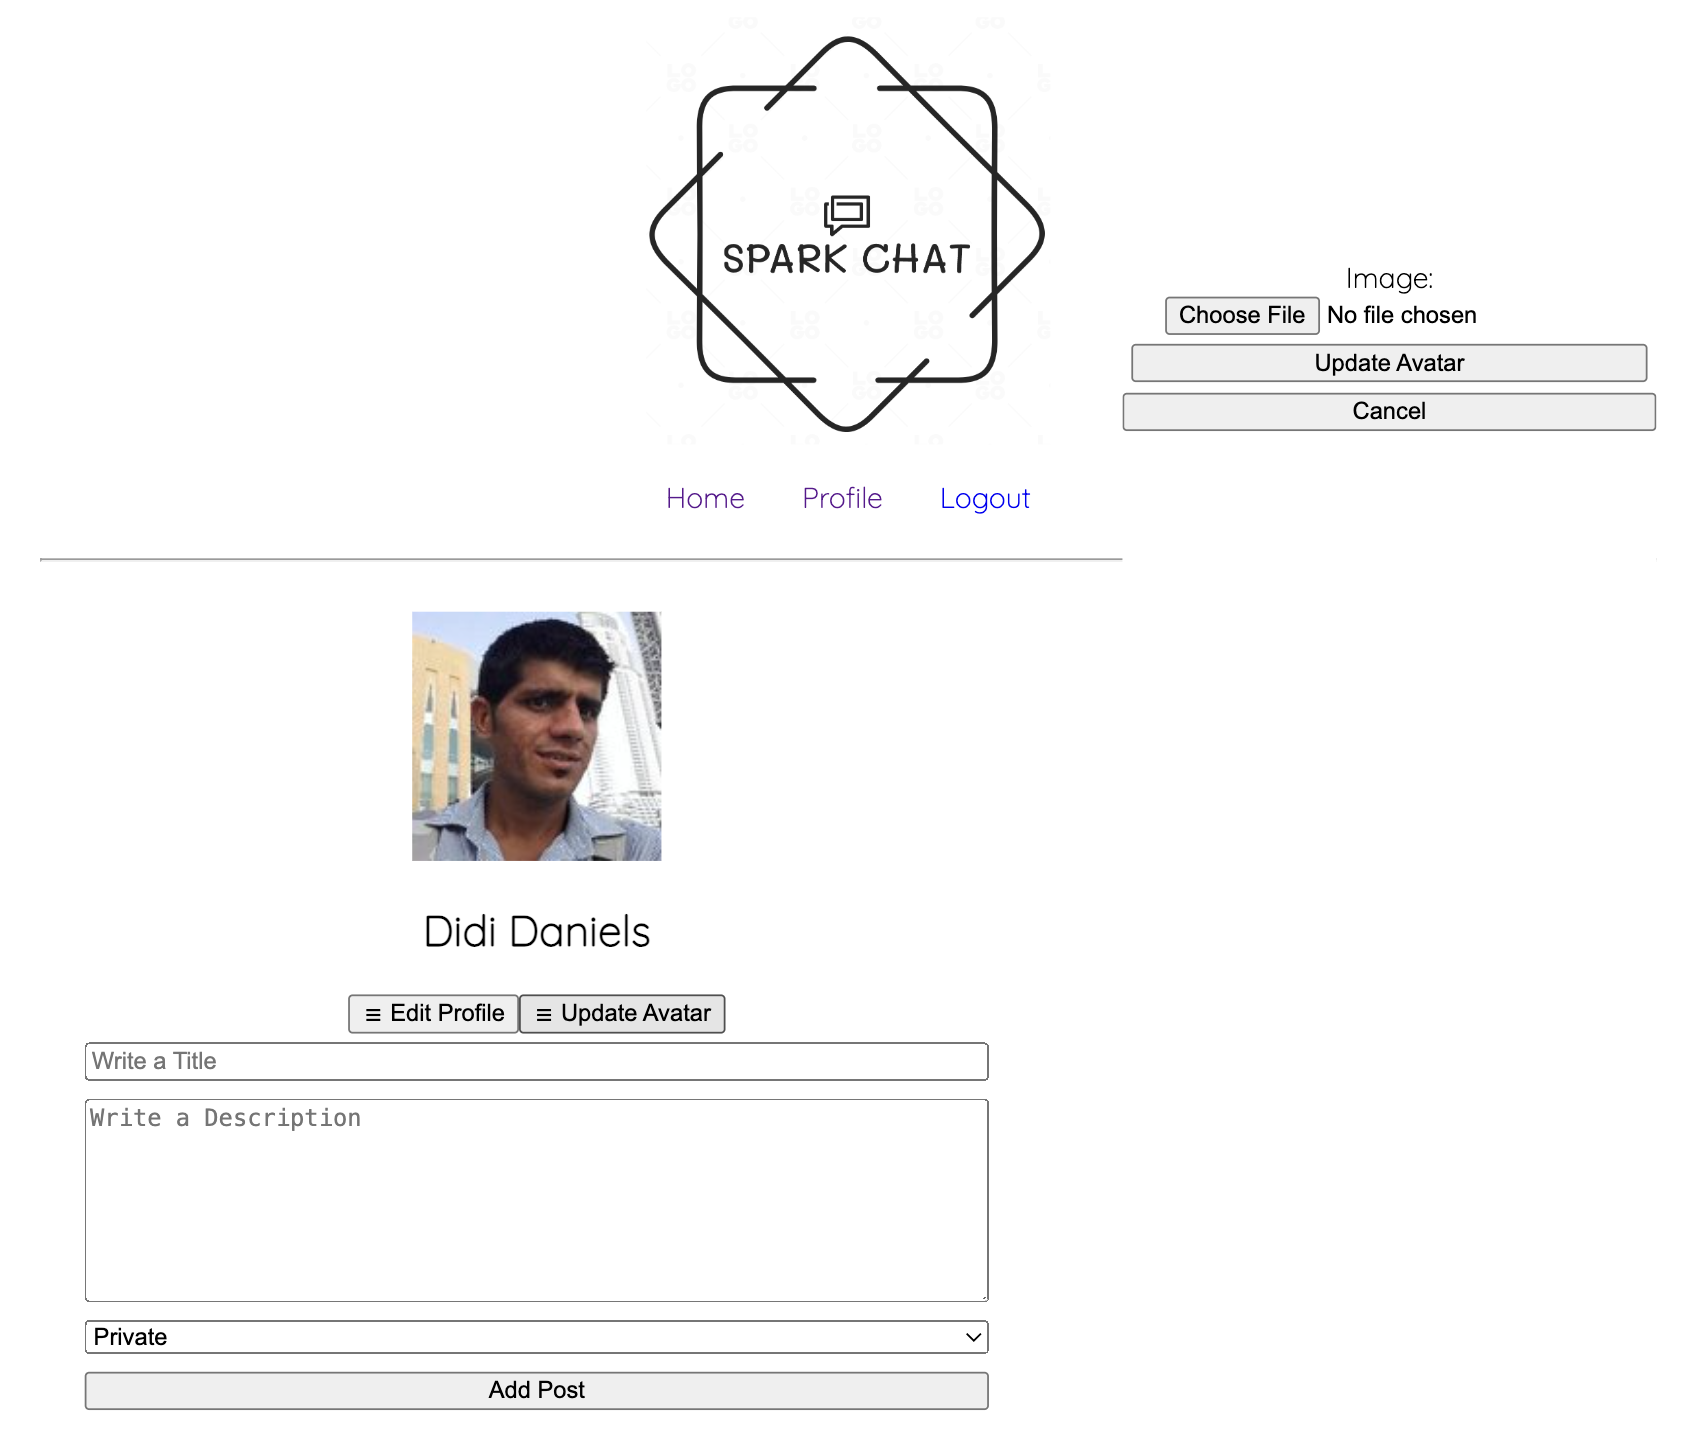 SPARK CHAT
Image:
Choose File No file chosen
Update Avatar
Cancel
Home Profile Logout
Didi Daniels
≡ Edit Profile ≡ Update Avatar
Write a Title
Write a Description
Private
Add Post